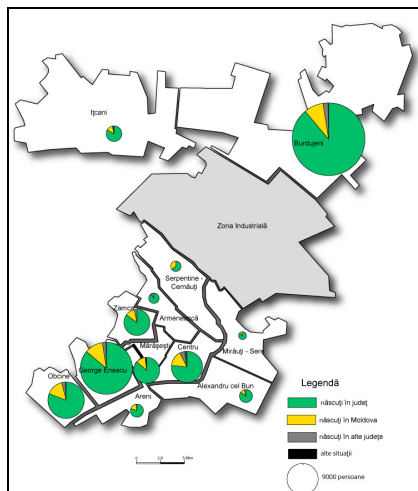 Ițcani
Burdujeni
Zona Industrială
Serpentine -
Cernăuți
Zamca
Armenească
Mărășești
Centru
Mirăuți - Sere
Obcine
George Enescu
Alexandru cel Bun
Areni
Legendă
născuți în județ
născuți în Moldova
născuți în alte județe
alte situații
9000 persoane